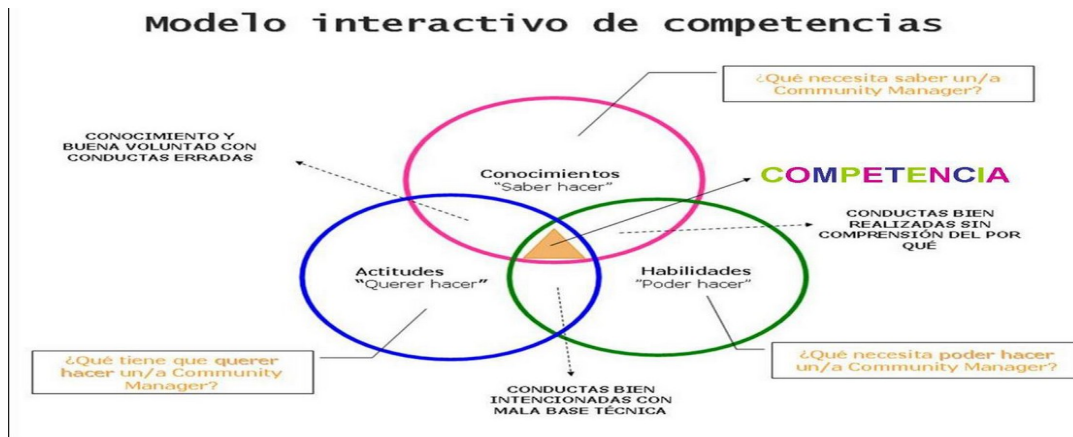 Modelo interactivo de competencias
¿Qué necesita saber un/a
Community Manager?
CONOCIMIENTO Y
BUENA VOLUNTAD CON
CONDUCTAS ERRADAS
Conocimientos
"Saber hacer"
COMPETENCIA
CONDUCTAS BIEN
REALIZADAS SIN
COMPRENSIÓN DEL POR
QUÉ
Actitudes
"Querer hacer"
Habilidades
"Poder hacer"
¿Qué tiene que querer
hacer un/a Community
Manager?
¿Qué necesita poder hacer
un/a Community Manager?
CONDUCTAS BIEN
INTENCIONADAS CON
MALA BASE TÉCNICA